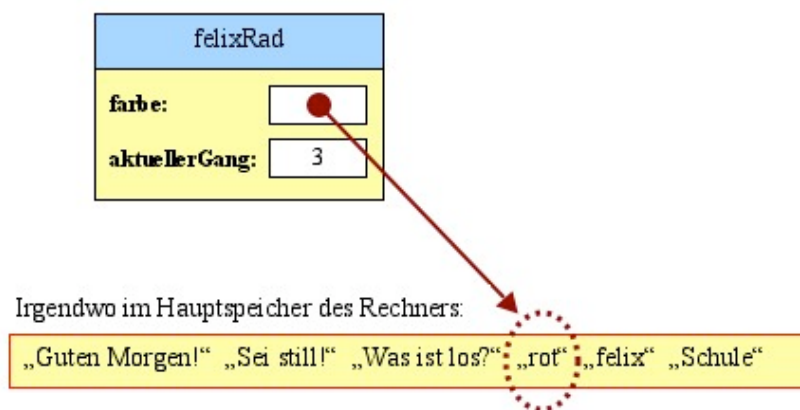 felixRad
farbe:
aktuellerGang: 3
Irgendwo im Hauptspeicher des Rechners:
„Guten Morgen!“ „Sei still!“ „Was ist los?“ „rot“ „felix“ „Schule“